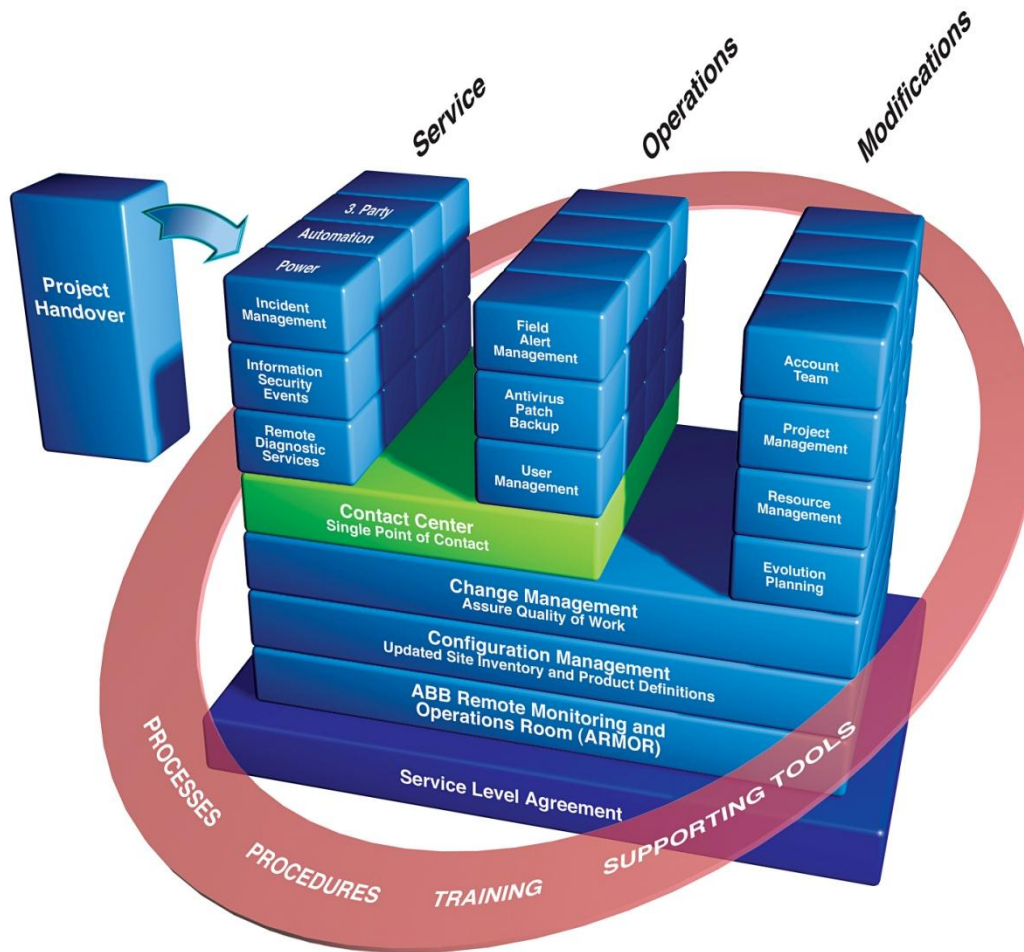 Service
Operations
Modifications
Project
Handover
3. Party
Automation
Power
Incident
Management
Information
Security
Events
Remote
Diagnostic
Services
Field
Alert
Management
Antivirus
Patch
Backup
User
Management
Account
Team
Project
Management
Resource
Management
Evolution
Planning
Contact Center
Single Point of Contact
Change Management
Assure Quality of Work
Configuration Management
Updated Site Inventory and Product Definitions
ABB Remote Monitoring and
Operations Room (ARMOR)
Service Level Agreement
PROCESSES
PROCEDURES
TRAINING
SUPPORTING TOOLS